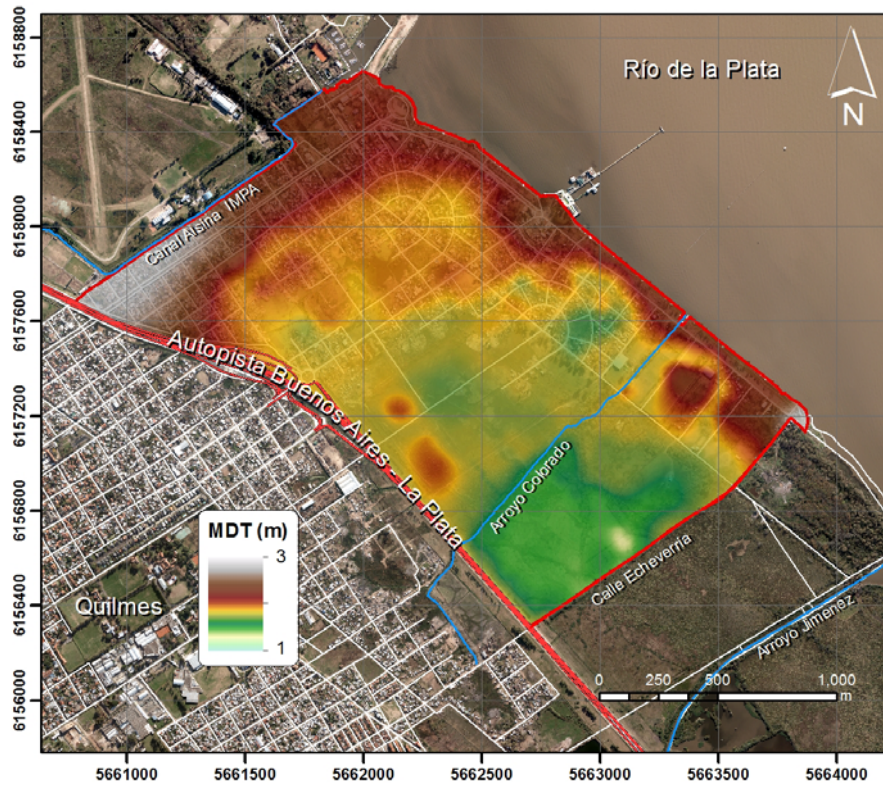 6158800
6158400
6158000
6157600
6157200
6156800
6156400
6156000
Río de la Plata
N
Canal Alsina IMPA
Autopista Buenos Aires - La Plata
Arroyo Colorado
Calle Echeverría
Arroyo Jimenez
MDT (m)
3
1
Quilmes
0 250 500 1.000
m
5661000 5661500 5662000 5662500 5663000 5663500 5664000